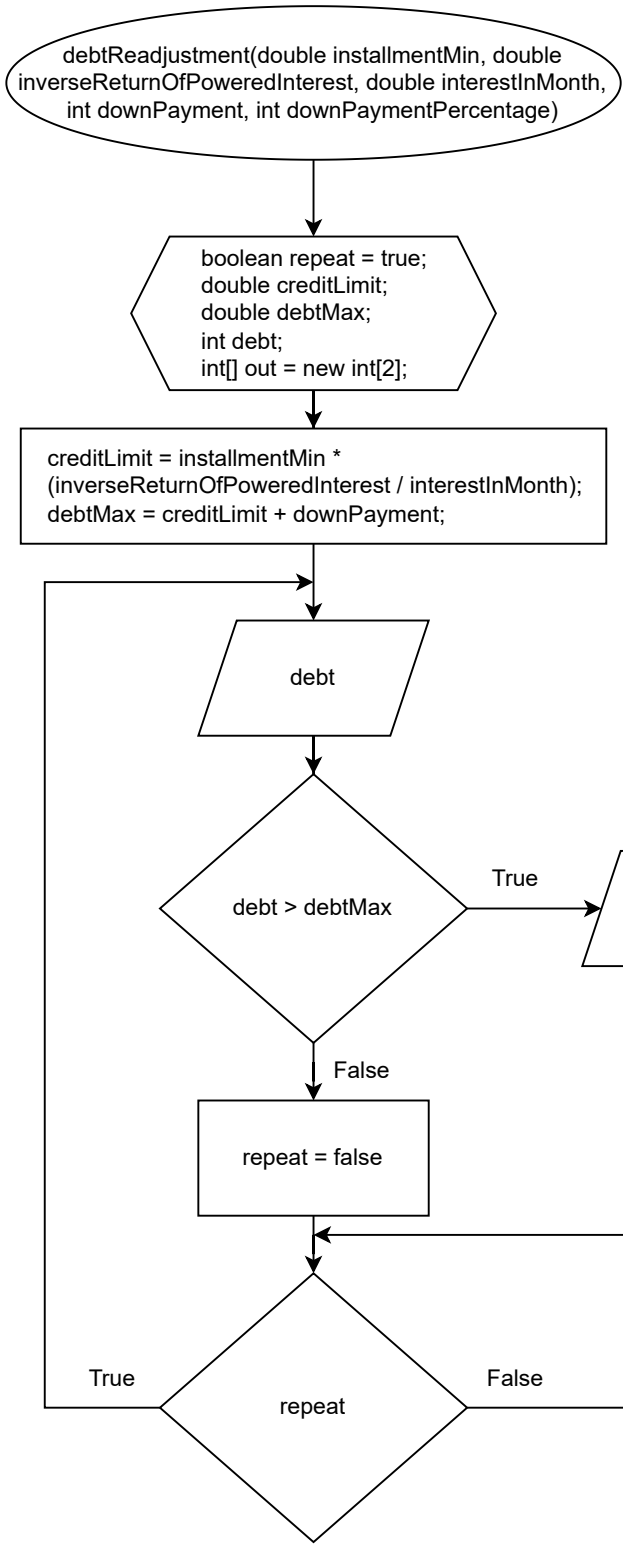 debtReadjustment(double installmentMin, double
inverseReturnOfPoweredInterest, double interestInMonth,
int downPayment, int downPaymentPercentage)
boolean repeat = true;
double creditLimit;
double debtMax;
int debt;
int[] out = new int[2];
creditLimit = installmentMin *
(inverseReturnOfPoweredInterest / interestInMonth);
debtMax = creditLimit + downPayment;
debt
debt > debtMax
True
False
repeat = false
True
repeat
False